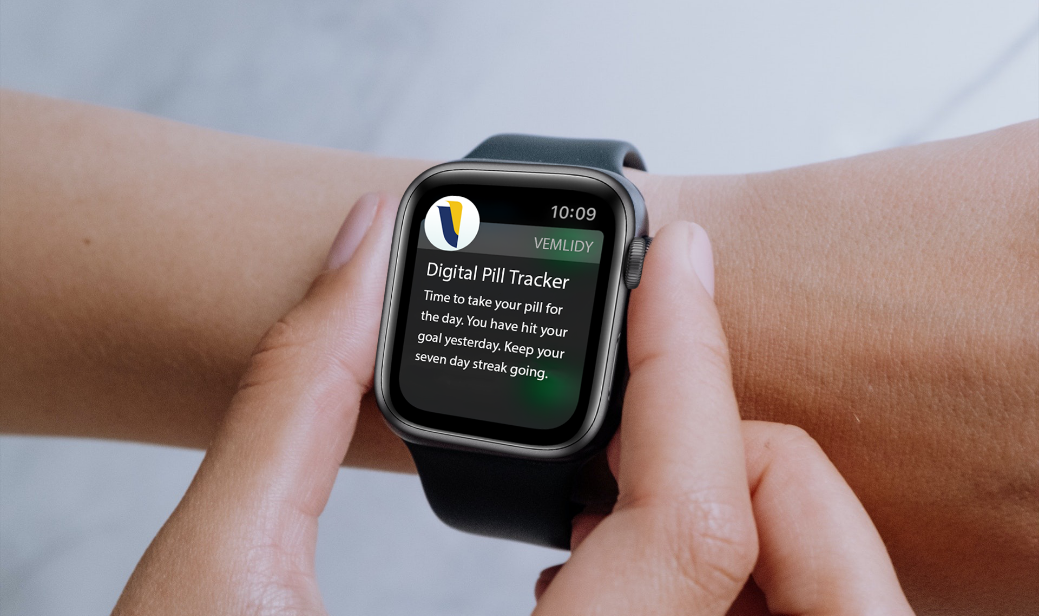 10:09
VEMLIDY
Digital Pill Tracker
Time to take your pill for
the day. You have hit your
goal yesterday. Keep your
seven day streak going.